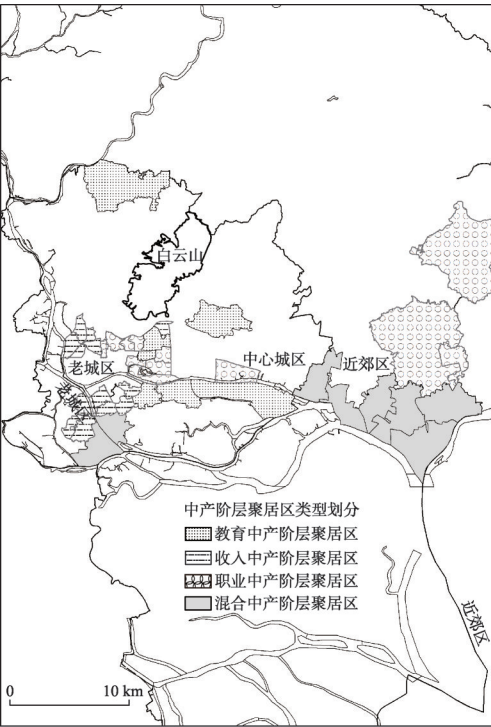 白云山
老城区
中心城区
近郊区
老城区
中产阶层聚居区类型划分
教育中产阶层聚居区
收入中产阶层聚居区
职业中产阶层聚居区
混合中产阶层聚居区
近郊区
0 10 km